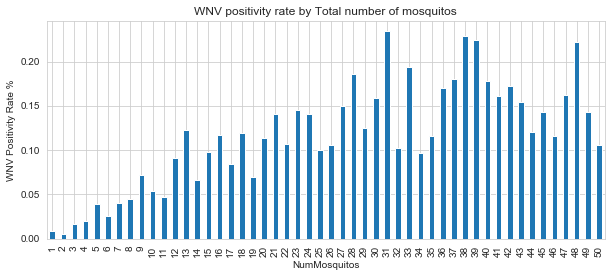 WNV positivity rate by Total number of mosquitos
WNV Positivity Rate %
0.20
0.15
0.10
0.05
0.00
1 2 3 4 5 6 7 8 9 10 11 12 13 14 15 16 17 18 19 20 21 22 23 24 25 26 27 28 29 30 31 32 33 34 35 36 37 38 39 40 41 42 43 44 45 46 47 48 49 50
NumMosquitos